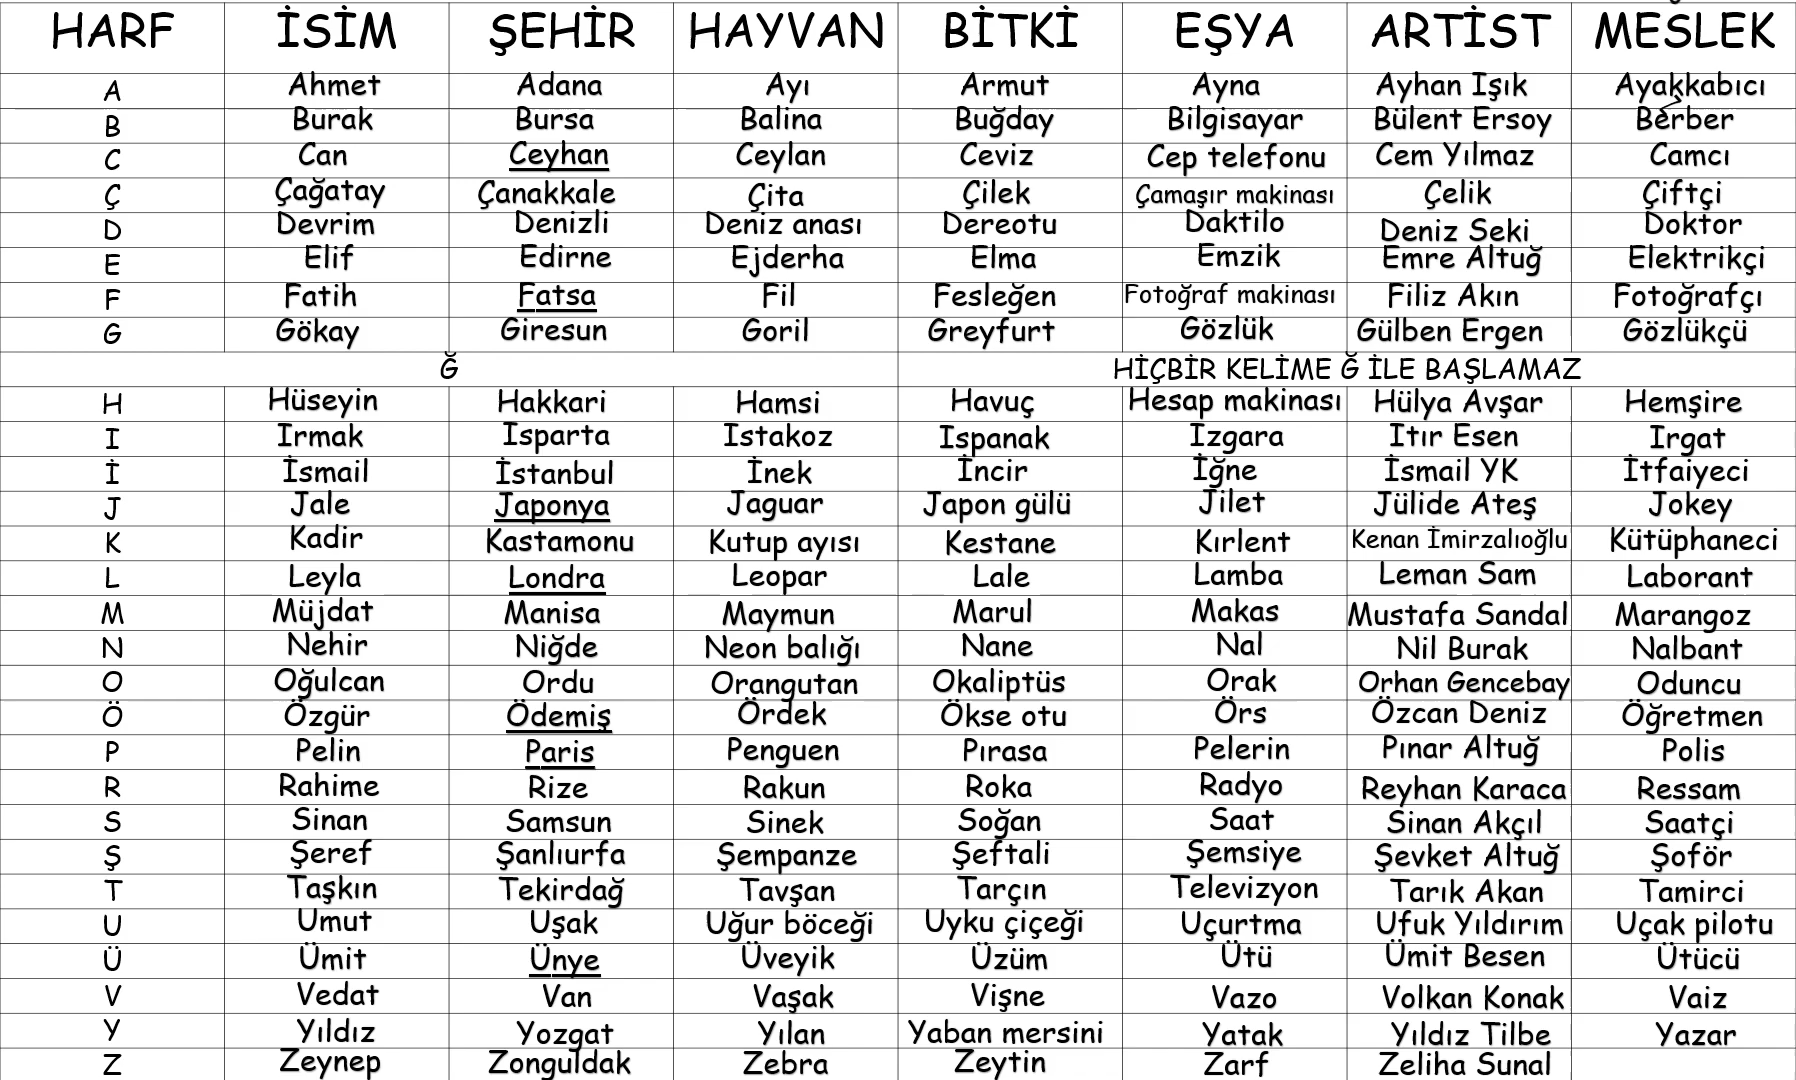 HARF İSİM ŞEHİR HAYVAN BİTKİ EŞYA ARTİST MESLEK
A Ahmet Adana Ayı Armut Ayna Ayhan Işık Ayakkabıcı
B Burak Bursa Balina Buğday Bilgisayar Bülent Ersoy Berber
C Can Ceyhan Ceylan Ceviz Cep telefonu Cem Yılmaz Camcı
Ç Çağatay Çanakkale Çita Çilek Çamaşır makinası Çelik Çiftçi
D Devrim Denizli Deniz anası Dereotu Daktilo Deniz Seki Doktor
E Elif Edirne Ejderha Elma Emzik Emre Altuğ Elektrikçi
F Fatih Fatsa Fil Fesleğen Fotoğraf makinası Filiz Akın Fotoğrafçı
G Gökay Giresun Goril Greyfurt Gözlük Gülben Ergen Gözlükçü
Ğ HİÇBİR KELİME Ğ İLE BAŞLAMAZ
H Hüseyin Hakkari Hamsi Havuç Hesap makinası Hülya Avşar Hemşire
I Irmak Isparta Istakoz Ispanak Izgara Itır Esen Irgat
İ İsmail İstanbul İnek İncir İğne İsmail YK İtfaiyeci
J Jale Japonya Jaguar Japon gülü Jilet Jülide Ateş Jokey
K Kadir Kastamonu Kutup ayısı Kestane Kırlent Kenan İmirzalıoğlu Kütüphaneci
L Leyla Londra Leopar Lale Lamba Leman Sam Laborant
M Müjdat Manisa Maymun Marul Makas Mustafa Sandal Marangoz
N Nehir Niğde Neon balığı Nane Nal Nil Burak Nalbant
O Oğulcan Ordu Orangutan Okaliptüs Orak Orhan Gencebay Oduncu
Ö Özgür Ödemiş Ördek Ökse otu Örs Özcan Deniz Öğretmen
P Pelin Paris Penguen Pırasa Pelerin Pınar Altuğ Polis
R Rahime Rize Rakun Roka Radyo Reyhan Karaca Ressam
S Sinan Samsun Sinek Soğan Saat Sinan Akçıl Saatçi
Ş Şeref Şanlıurfa Şempanze Şeftali Şemsiye Şevket Altuğ Şoför
T Taşkın Tekirdağ Tavşan Tarçın Televizyon Tarık Akan Tamirci
U Umut Uşak Uğur böceği Uyku çiçeği Uçurtma Ufuk Yıldırım Uçak pilotu
Ü Ümit Ünye Üveyik Üzüm Ütü Ümit Besen Ütücü
V Vedat Van Vaşak Vişne Vazo Volkan Konak Vaiz
Y Yıldız Yozgat Yılan Yaban mersini Yatak Yıldız Tilbe Yazar
Z Zeynep Zonguldak Zebra Zeytin Zarf Zeliha Sunal